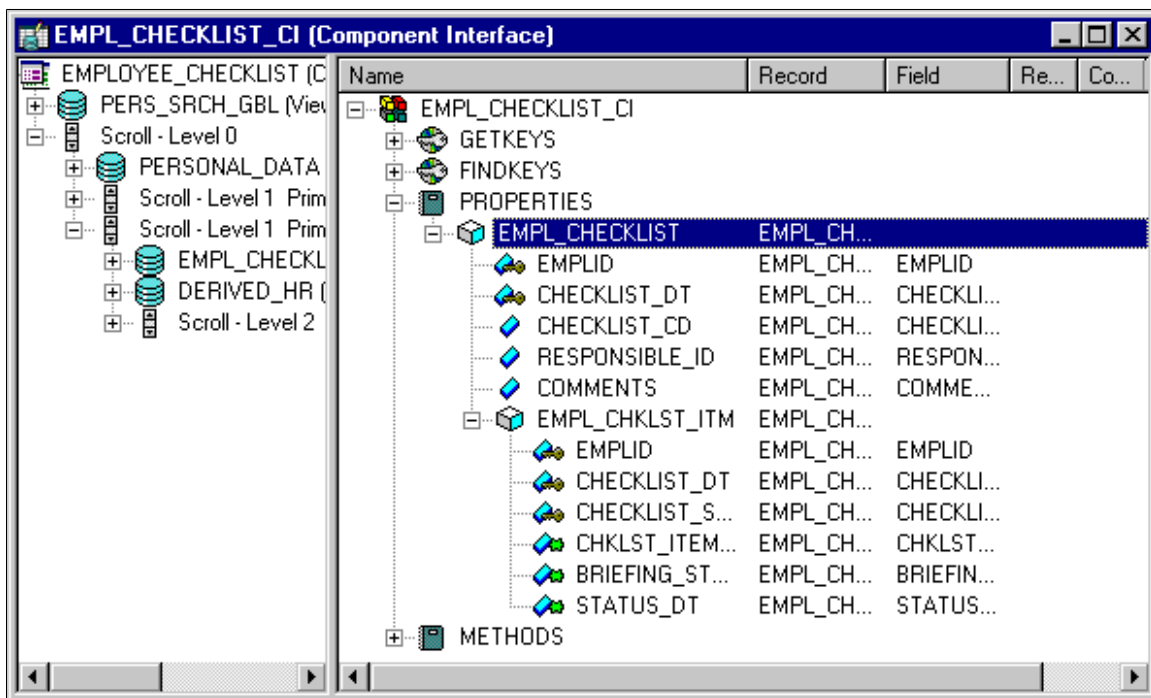 EMPL_CHECKLIST_CI (Component Interface)
EMPLOYEE_CHECKLIST (C
PERS_SRCH_GBL (Viev
Scroll - Level 0
PERSONAL_DATA
Scroll - Level 1 Prim
Scroll - Level 1 Prim
EMPL_CHECKL
DERIVED_HR (
Scroll - Level 2
Name Record Field Re... Co...
EMPL_CHECKLIST_CI
GETKEYS
FINDKEYS
PROPERTIES
EMPL_CHECKLIST EMPL_CH...
EMPLID EMPL_CH... EMPLID
CHECKLIST_DT EMPL_CH... CHECKLI...
CHECKLIST_CD EMPL_CH... CHECKLI...
RESPONSIBLE_ID EMPL_CH... RESPON...
COMMENTS EMPL_CH... COMME...
EMPL_CHKLST_ITM EMPL_CH...
EMPLID EMPL_CH... EMPLID
CHECKLIST_DT EMPL_CH... CHECKLI...
CHECKLIST_S... EMPL_CH... CHECKLI...
CHKLST_ITEM... EMPL_CH... CHKLST...
BRIEFING_ST... EMPL_CH... BRIEFIN...
STATUS_DT EMPL_CH... STATUS...
METHODS